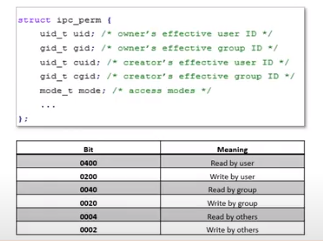 struct ipc_perm {
uid_t uid; /* owner's effective user ID */
gid_t gid; /* owner's effective group ID */
uid_t cuid; /* creator's effective user ID */
gid_t cgid; /* creator's effective group ID */
mode_t mode; /* access modes */
...
};
Bit Meaning
0400 Read by user
0200 Write by user
0040 Read by group
0020 Write by group
0004 Read by others
0002 Write by others